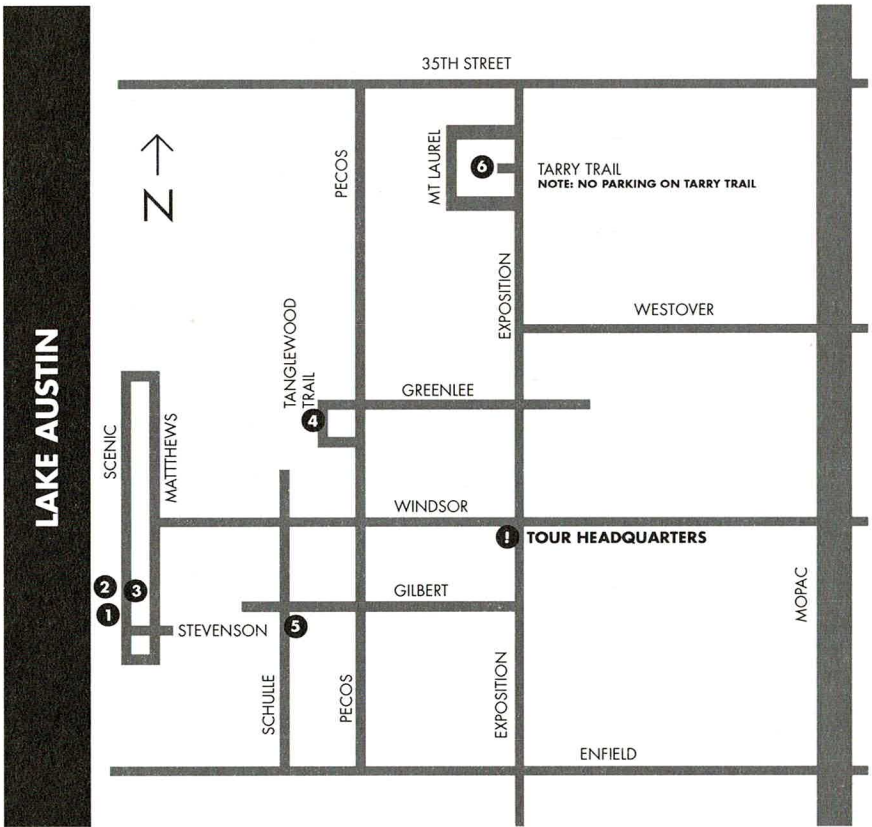 35TH STREET
PECOS
MT LAUREL
6
TARRY TRAIL
NOTE: NO PARKING ON TARRY TRAIL
N
EXPOSITION
WESTOVER
LAKE AUSTIN
TANGLEWOOD
TRAIL
GREENLEE
4
SCENIC
MATTTHEWS
WINDSOR
! TOUR HEADQUARTERS
MOPAC
2
3
1
GILBERT
STEVENSON
5
SCHULLE
PECOS
EXPOSITION
ENFIELD